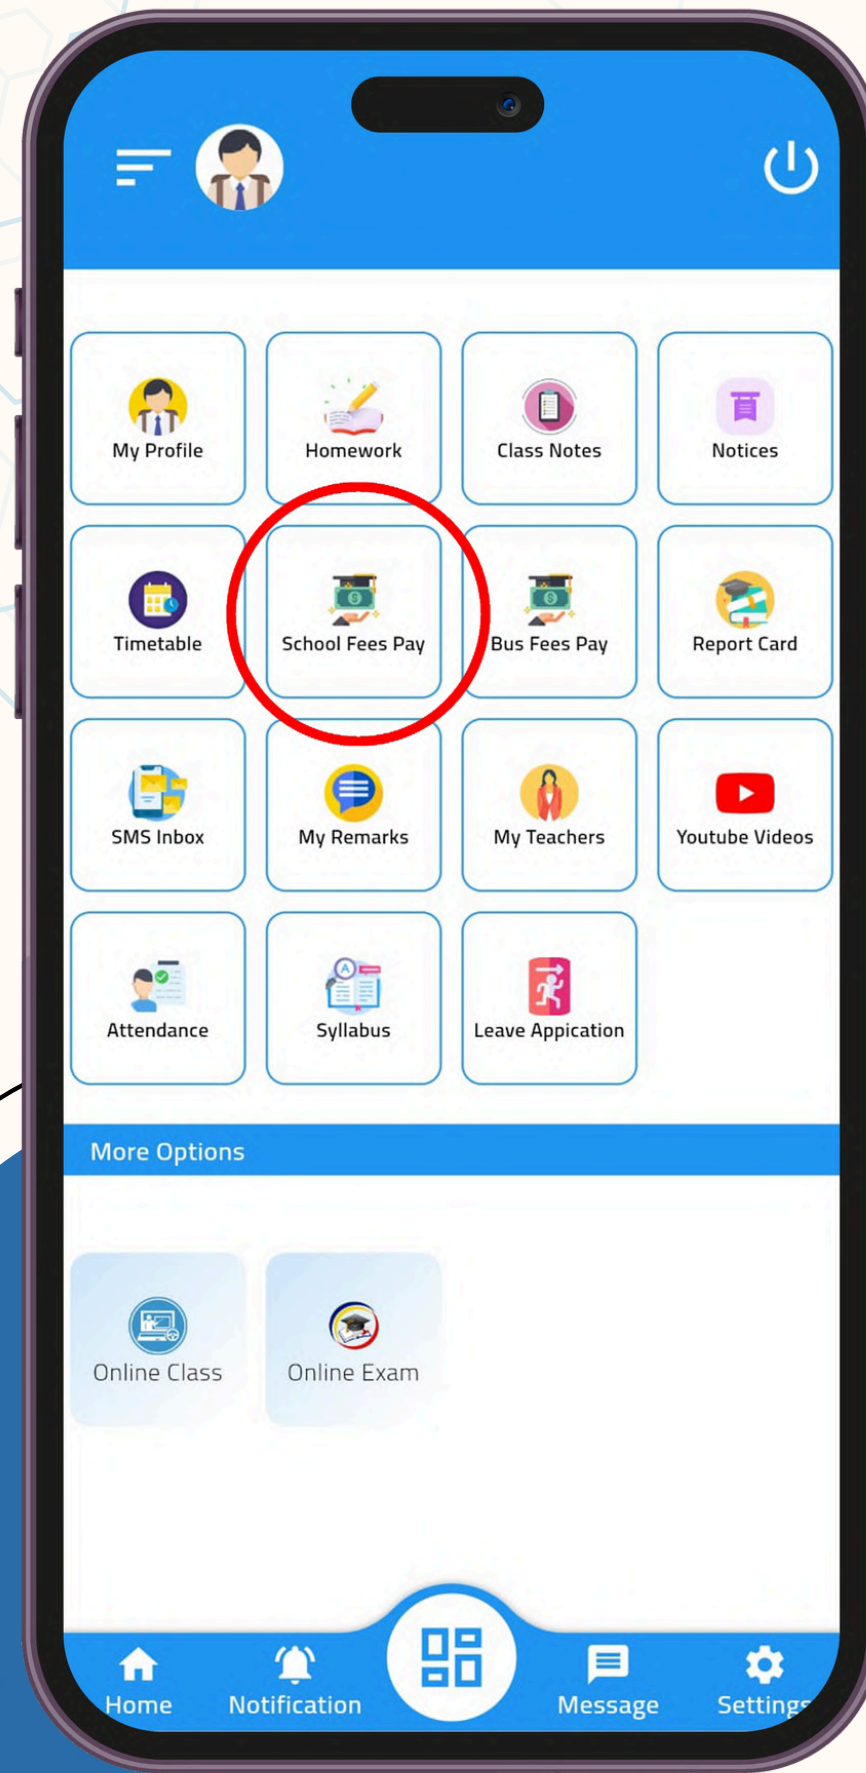 My Profile
Homework
Class Notes
Notices
Timetable
School Fees Pay
Bus Fees Pay
Report Card
SMS Inbox
My Remarks
My Teachers
Youtube Videos
Attendance
Syllabus
Leave Appication
More Options
Online Class
Online Exam
Home
Notification
Message
Settings